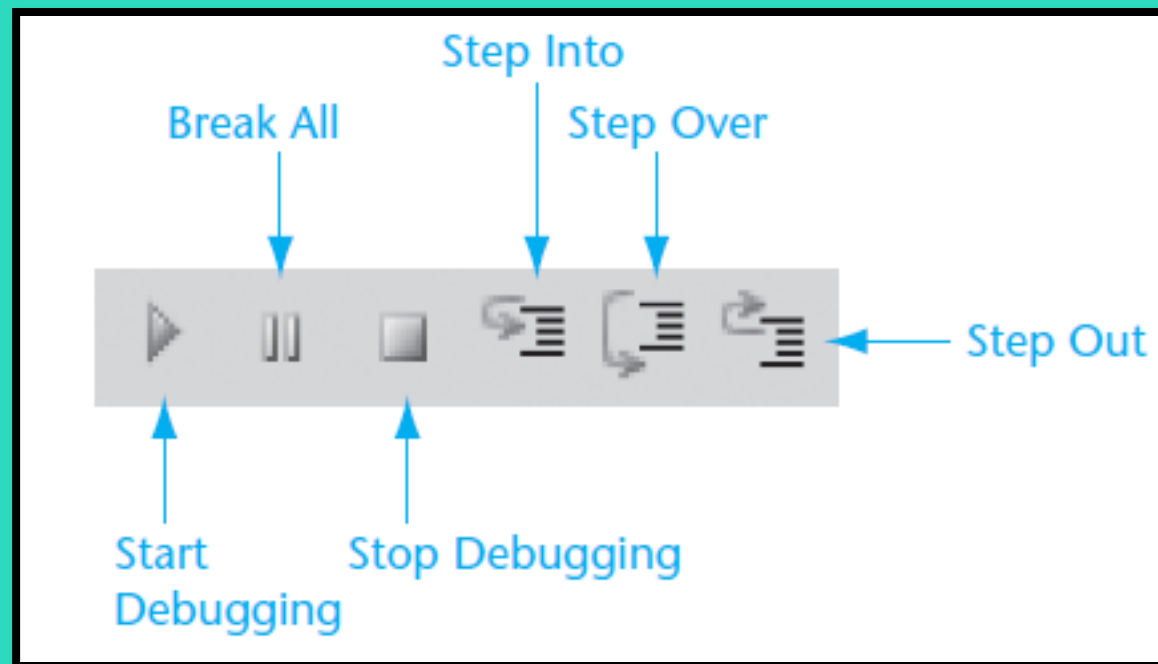 Step Into
Break All
Step Over
Step Out
Start
Debugging
Stop Debugging